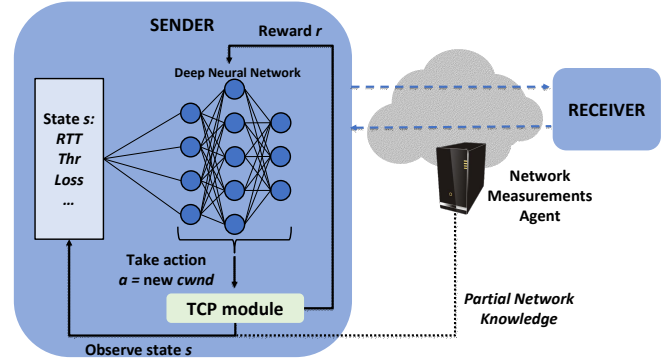 SENDER
Reward r
Deep Neural Network
State s:
RTT
Thr
Loss
...
Take action
a = new cwnd
TCP module
Observe state s
RECEIVER
Network
Measurements
Agent
Partial Network
Knowledge